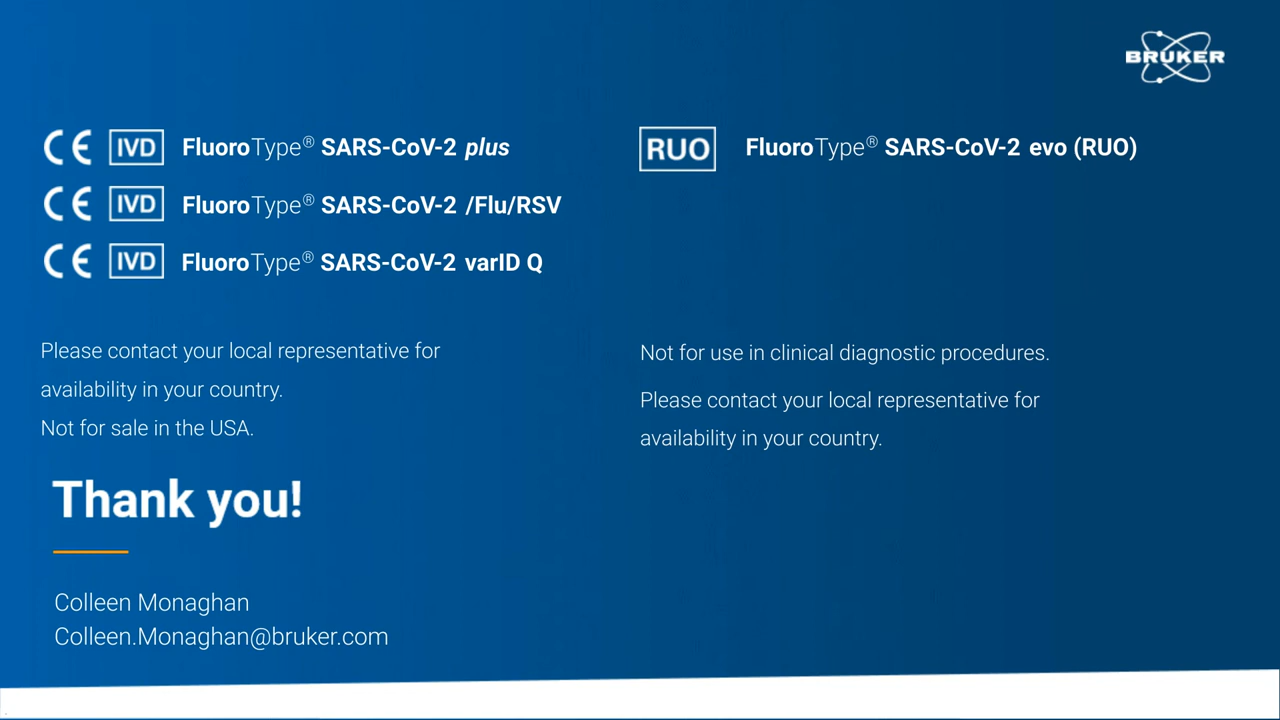 BRUKER
CE IVD FluoroType® SARS-CoV-2 plus
CE IVD FluoroType® SARS-CoV-2 /Flu/RSV
CE IVD FluoroType® SARS-CoV-2 varID Q
RUO FluoroType® SARS-CoV-2 evo (RUO)
Please contact your local representative for
availability in your country.
Not for sale in the USA.
Not for use in clinical diagnostic procedures.
Please contact your local representative for
availability in your country.
Thank you!
Colleen Monaghan
Colleen.Monaghan@bruker.com